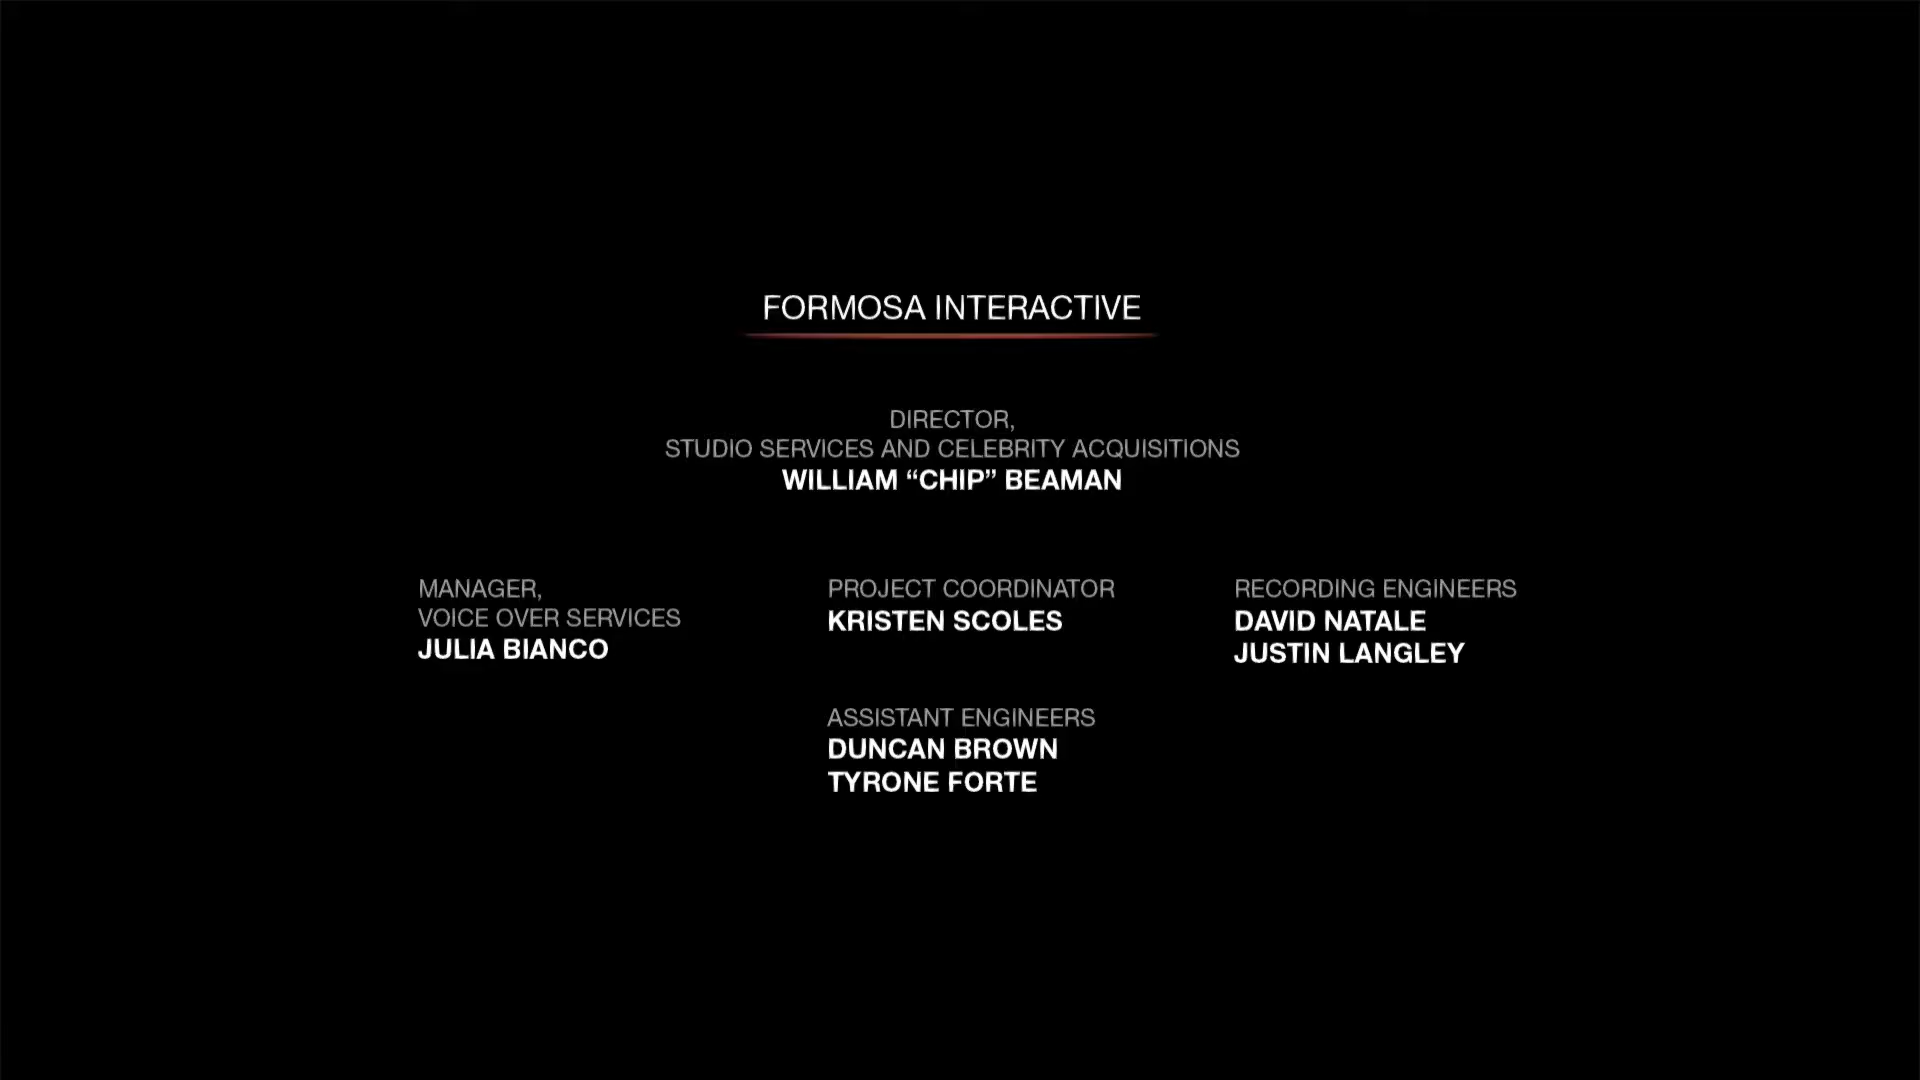 FORMOSA INTERACTIVE
DIRECTOR,
STUDIO SERVICES AND CELEBRITY ACQUISITIONS
WILLIAM “CHIP” BEAMAN
MANAGER,
VOICE OVER SERVICES
JULIA BIANCO
PROJECT COORDINATOR
KRISTEN SCOLES
RECORDING ENGINEERS
DAVID NATALE
JUSTIN LANGLEY
ASSISTANT ENGINEERS
DUNCAN BROWN
TYRONE FORTE